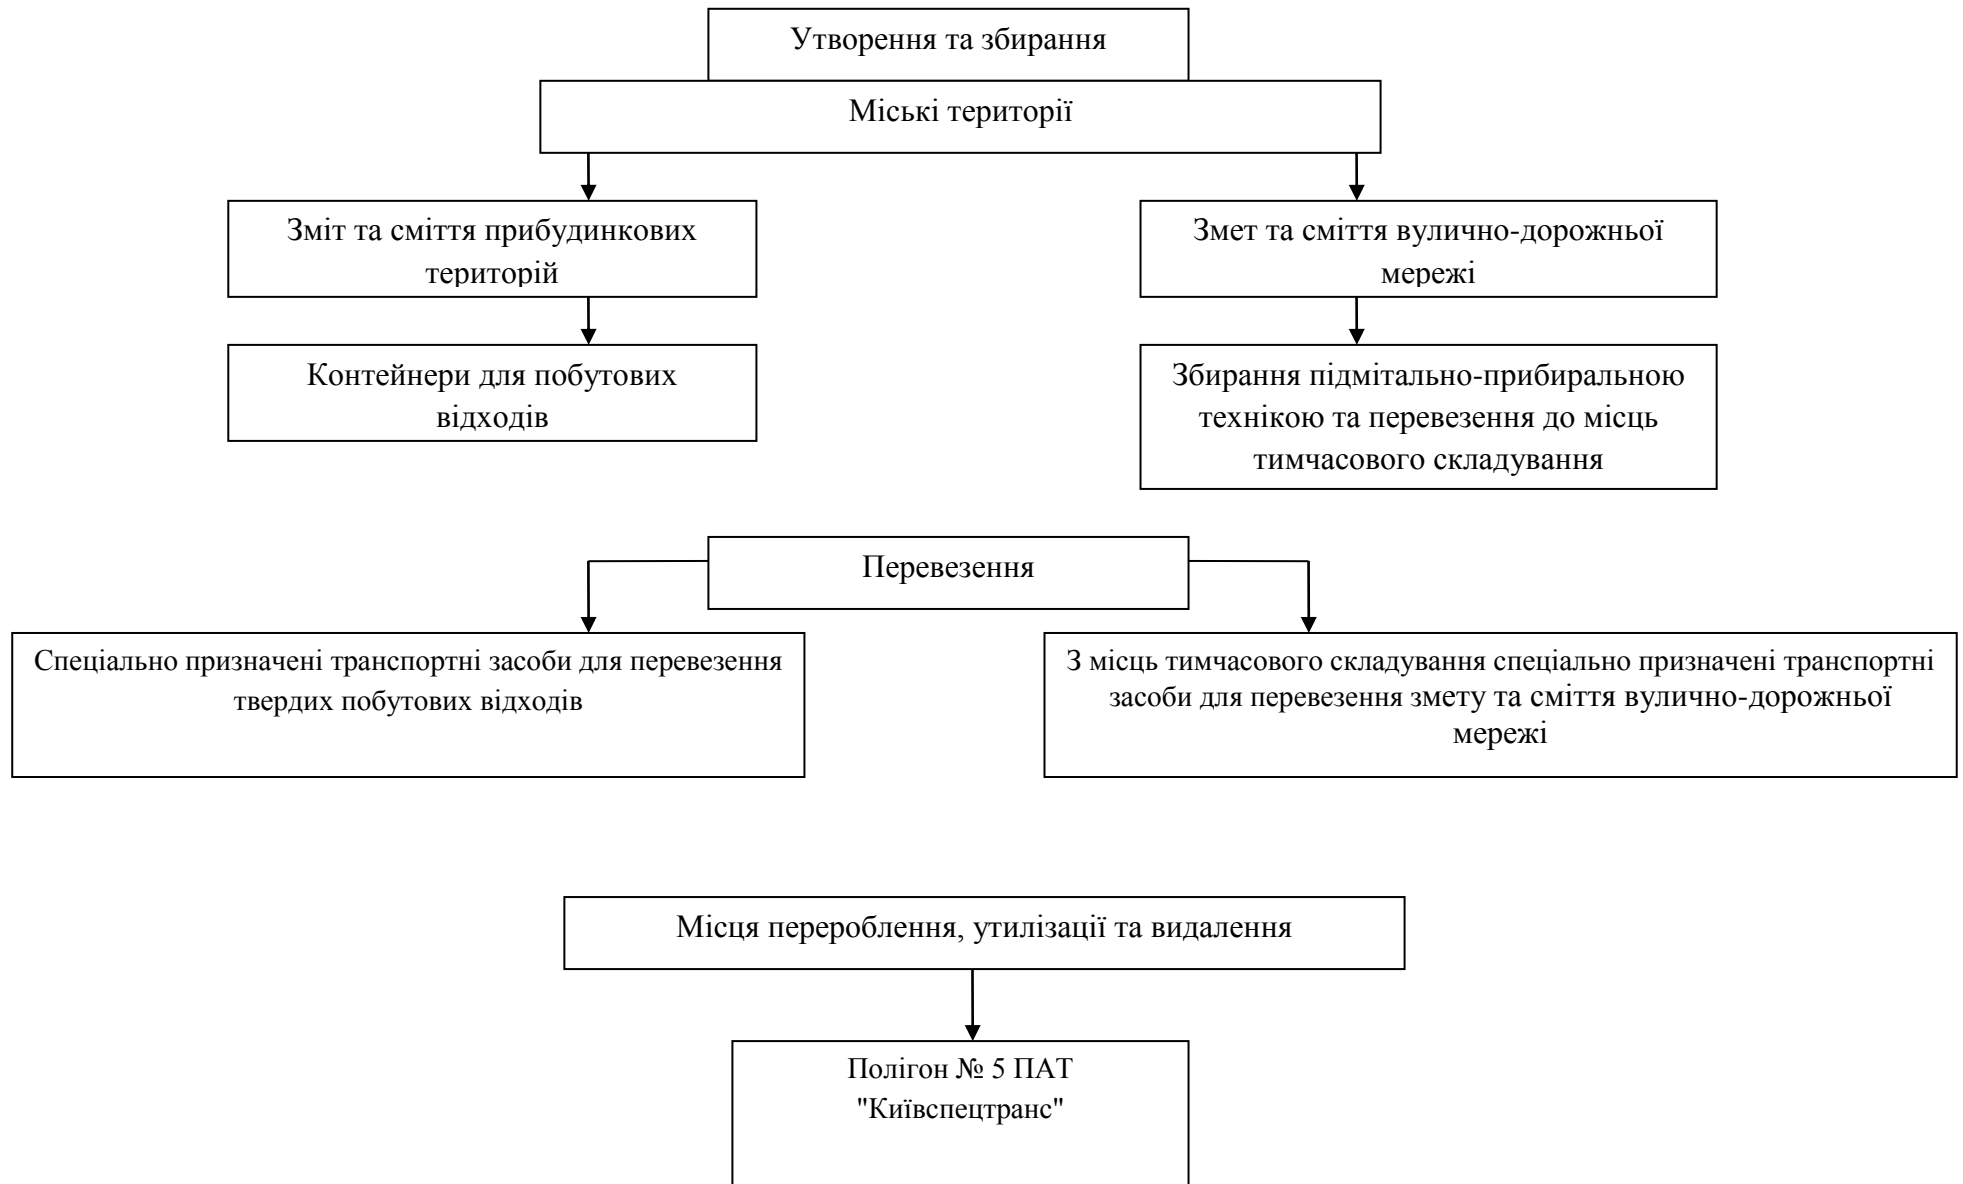 Утворення та збирання
Міські території
Зміт та сміття прибудинкових
територій
Змет та сміття вулично-дорожньої
мережі
Контейнери для побутових
відходів
Збирання підмітально-прибиральною
технікою та перевезення до місць
тимчасового складування
Перевезення
Спеціально призначені транспортні засоби для перевезення
твердих побутових відходів
З місць тимчасового складування спеціально призначені транспортні
засоби для перевезення змету та сміття вулично-дорожньої
мережі
Місця перероблення, утилізації та видалення
Полігон № 5 ПАТ
"Київспецтранс"